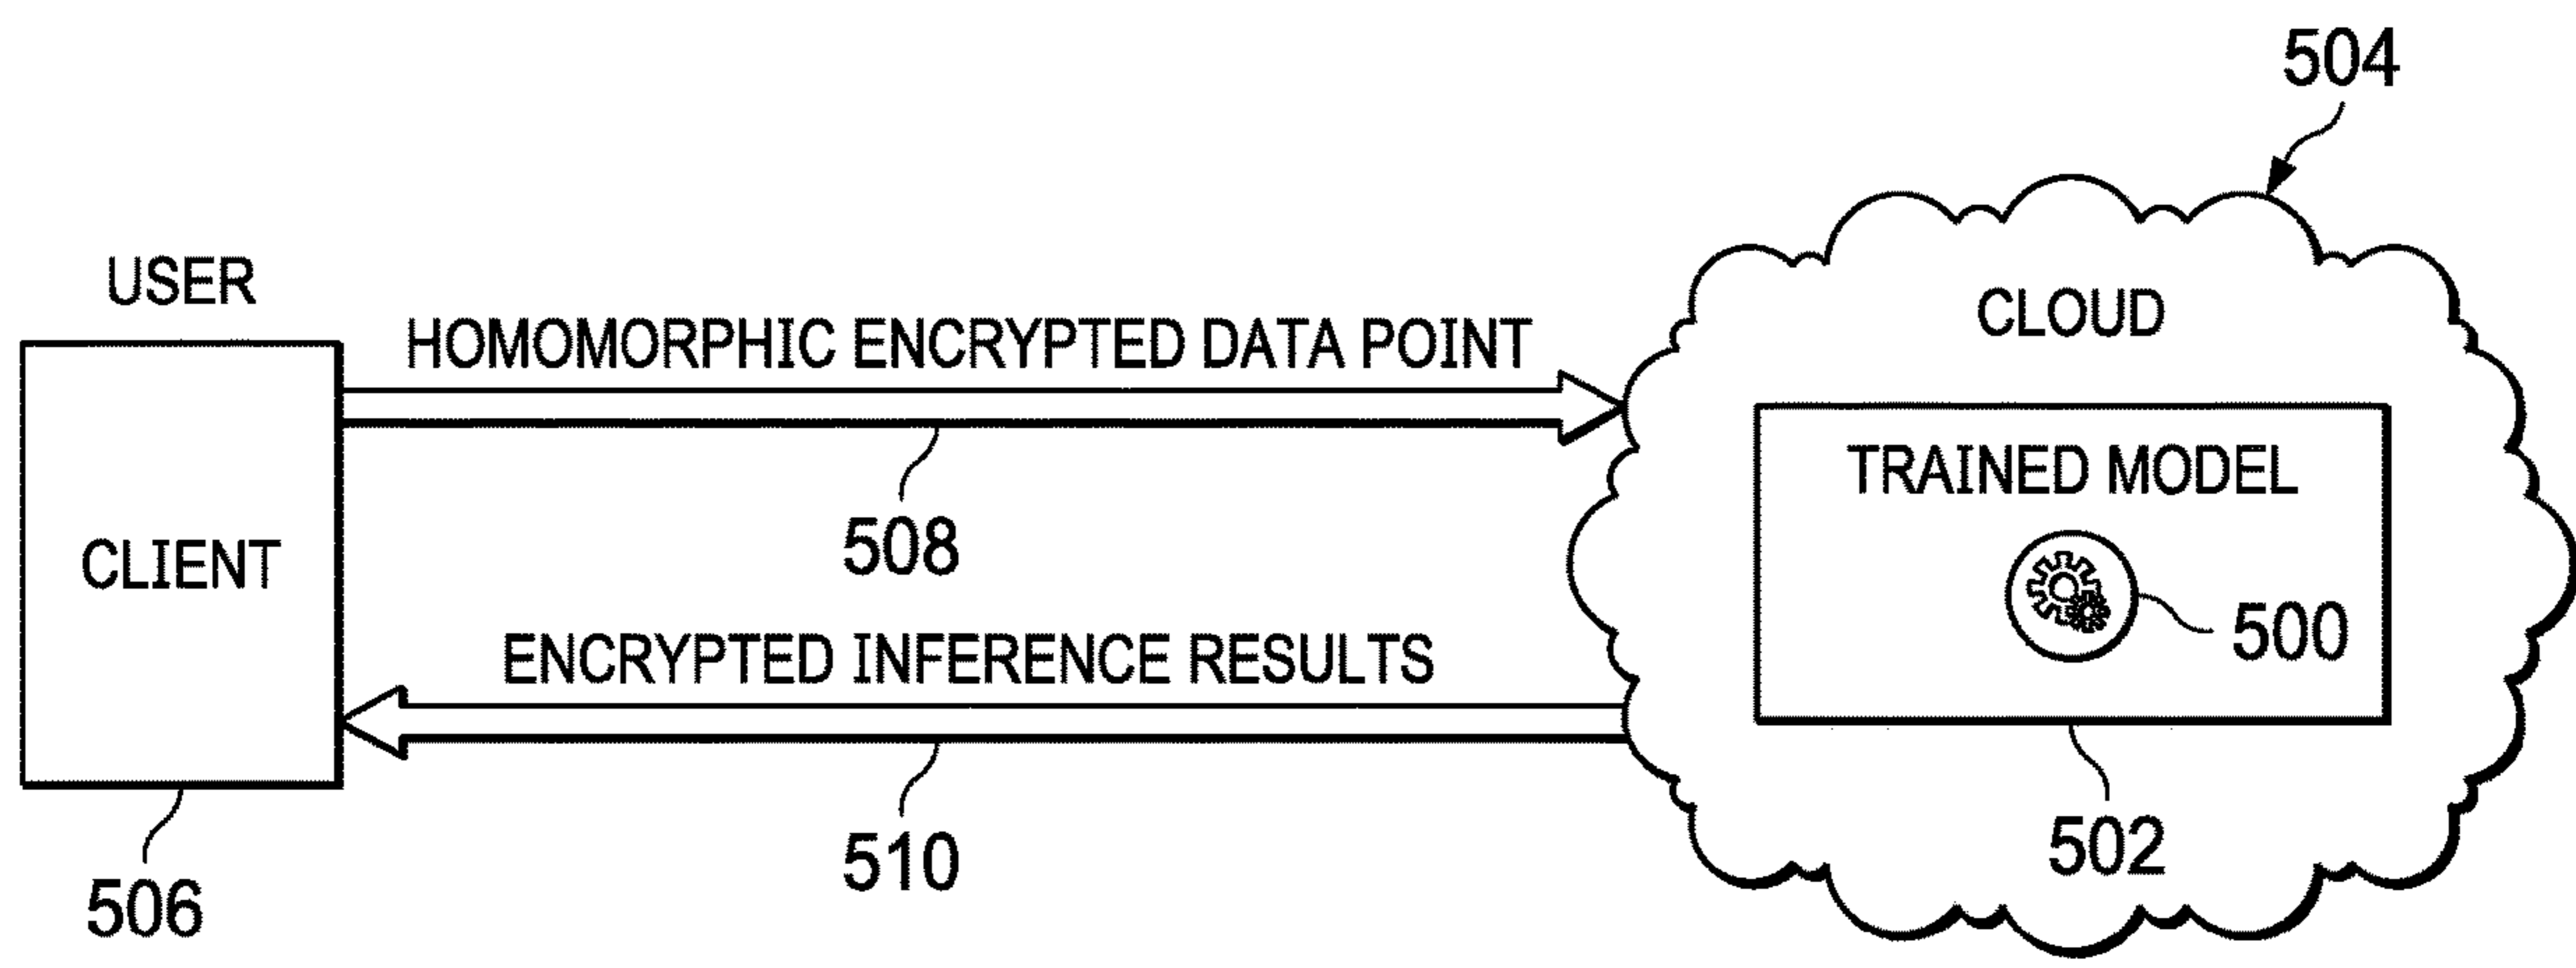 504
USER
CLOUD
HOMOMORPHIC ENCRYPTED DATA POINT
TRAINED MODEL
508
CLIENT
500
ENCRYPTED INFERENCE RESULTS
502
510
506